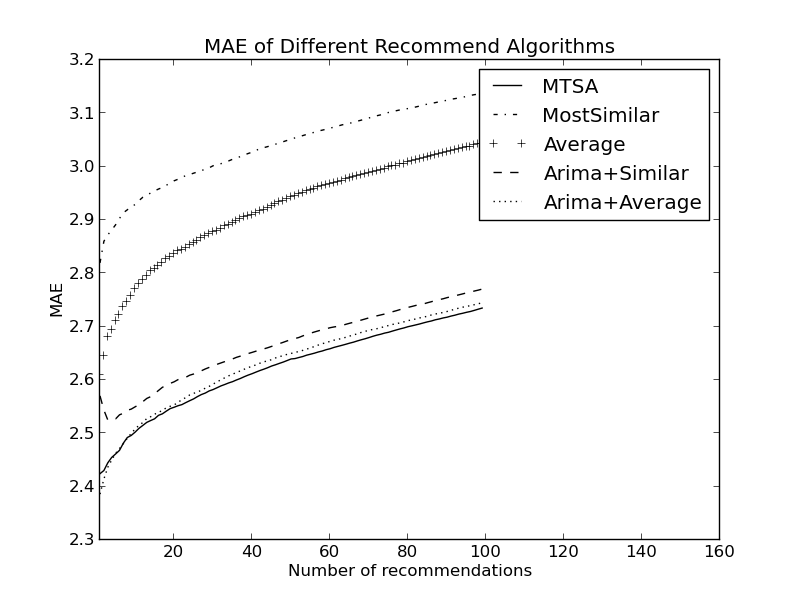 MAE of Different Recommend Algorithms
3.2
3.1
3.0
2.9
2.8
2.7
2.6
2.5
2.4
2.3
MAE
MTSA
MostSimilar
Average
Arima+Similar
Arima+Average
20 40 60 80 100 120 140 160
Number of recommendations